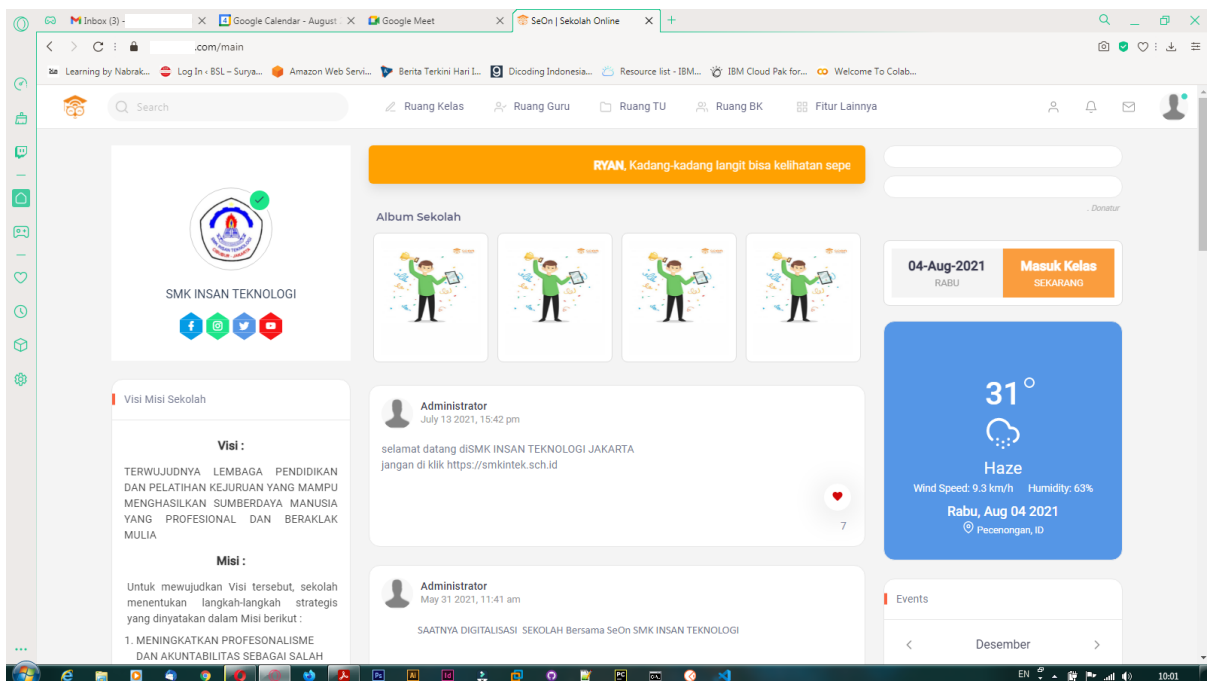 Inbox (3) -
Google Calendar - August
Google Meet
SeOn | Sekolah Online
.com/main
Learning by Nabrak...
Log In ‹ BSL – Surya...
Amazon Web Servi...
Berita Terkini Hari I...
Dicoding Indonesia...
Resource list - IBM...
IBM Cloud Pak for...
Welcome To Colab...
Search
Ruang Kelas
Ruang Guru
Ruang TU
Ruang BK
Fitur Lainnya
SMK INSAN TEKNOLOGI
Visi Misi Sekolah
Visi :
TERWUJUDNYA LEMBAGA PENDIDIKAN
DAN PELATIHAN KEJURUAN YANG MAMPU
MENGHASILKAN SUMBERDAYA MANUSIA
YANG PROFESIONAL DAN BERAKLAK
MULIA
Misi :
Untuk mewujudkan Visi tersebut, sekolah
menentukan langkah-langkah strategis
yang dinyatakan dalam Misi berikut :
1. MENINGKATKAN PROFESONALISME
DAN AKUNTABILITAS SEBAGAI SALAH
RYAN, Kadang-kadang langit bisa kelihatan sepe
Album Sekolah
Administrator
July 13 2021, 15:42 pm
selamat datang diSMK INSAN TEKNOLOGI JAKARTA
jangan di klik https://smkintek.sch.id
7
Administrator
May 31 2021, 11:41 am
SAATNYA DIGITALISASI SEKOLAH Bersama SeOn SMK INSAN TEKNOLOGI
.. Donatur
04-Aug-2021
RABU
Masuk Kelas
SEKARANG
31°
Haze
Wind Speed: 9.3 km/h Humidity: 63%
Rabu, Aug 04 2021
Pecenongan, ID
Events
Desember
EN
10:01